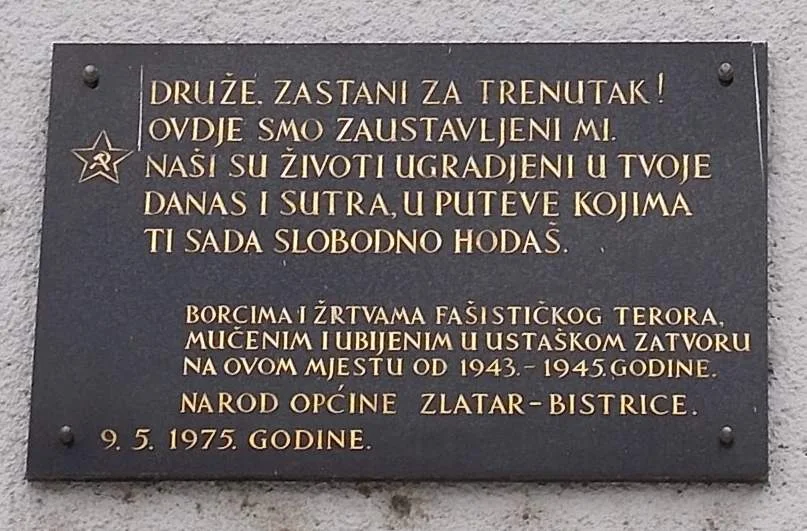 DRUŽE. ZASTANI ZA TRENUTAK!
OVDJE SMO ZAUSTAVLJENI MI.
NAŠI SU ŽIVOTI UGRADJENI U TVOJE
DANAS I SUTRA, U PUTEVE KOJIMA
TI SADA SLOBODNO HODAŠ.
BORCIMA I ŽRTVAMA FAŠISTIČKOG TERORA,
MUČENIM I UBIJENIM U USTAŠKOM ZATVORU
NA OVOM MJESTU OD 1943.-1945.GODINE.
NAROD OPĆINE ZLATAR-BISTRICE.
9. 5. 1975. GODINE.